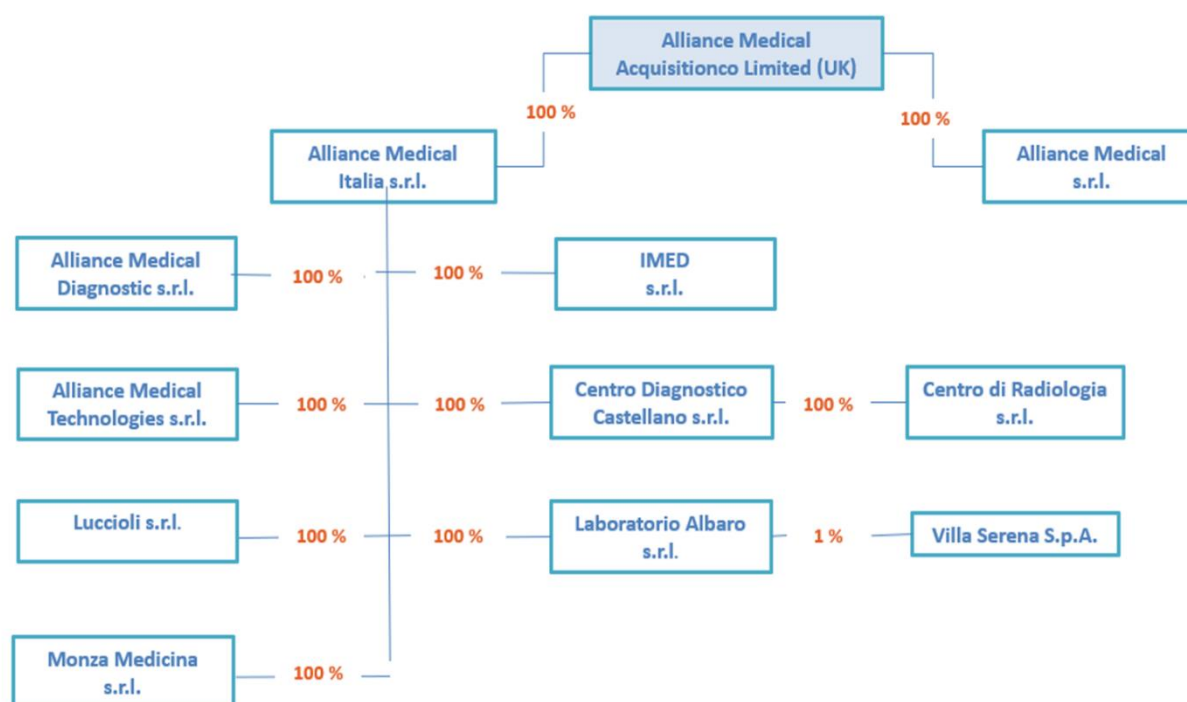 Alliance Medical
Acquisitionco Limited (UK)
100 %
100 %
Alliance Medical
Italia s.r.l.
Alliance Medical
s.r.l.
Alliance Medical
Diagnostic s.r.l.
100 %
100 %
IMED
s.r.l.
Alliance Medical
Technologies s.r.l.
100 %
100 %
Centro Diagnostico
Castellano s.r.l.
100 %
Centro di Radiologia
s.r.l.
Luccioli s.r.l.
100 %
100 %
Laboratorio Albaro
s.r.l.
1 %
Villa Serena S.p.A.
Monza Medicina
s.r.l.
100 %